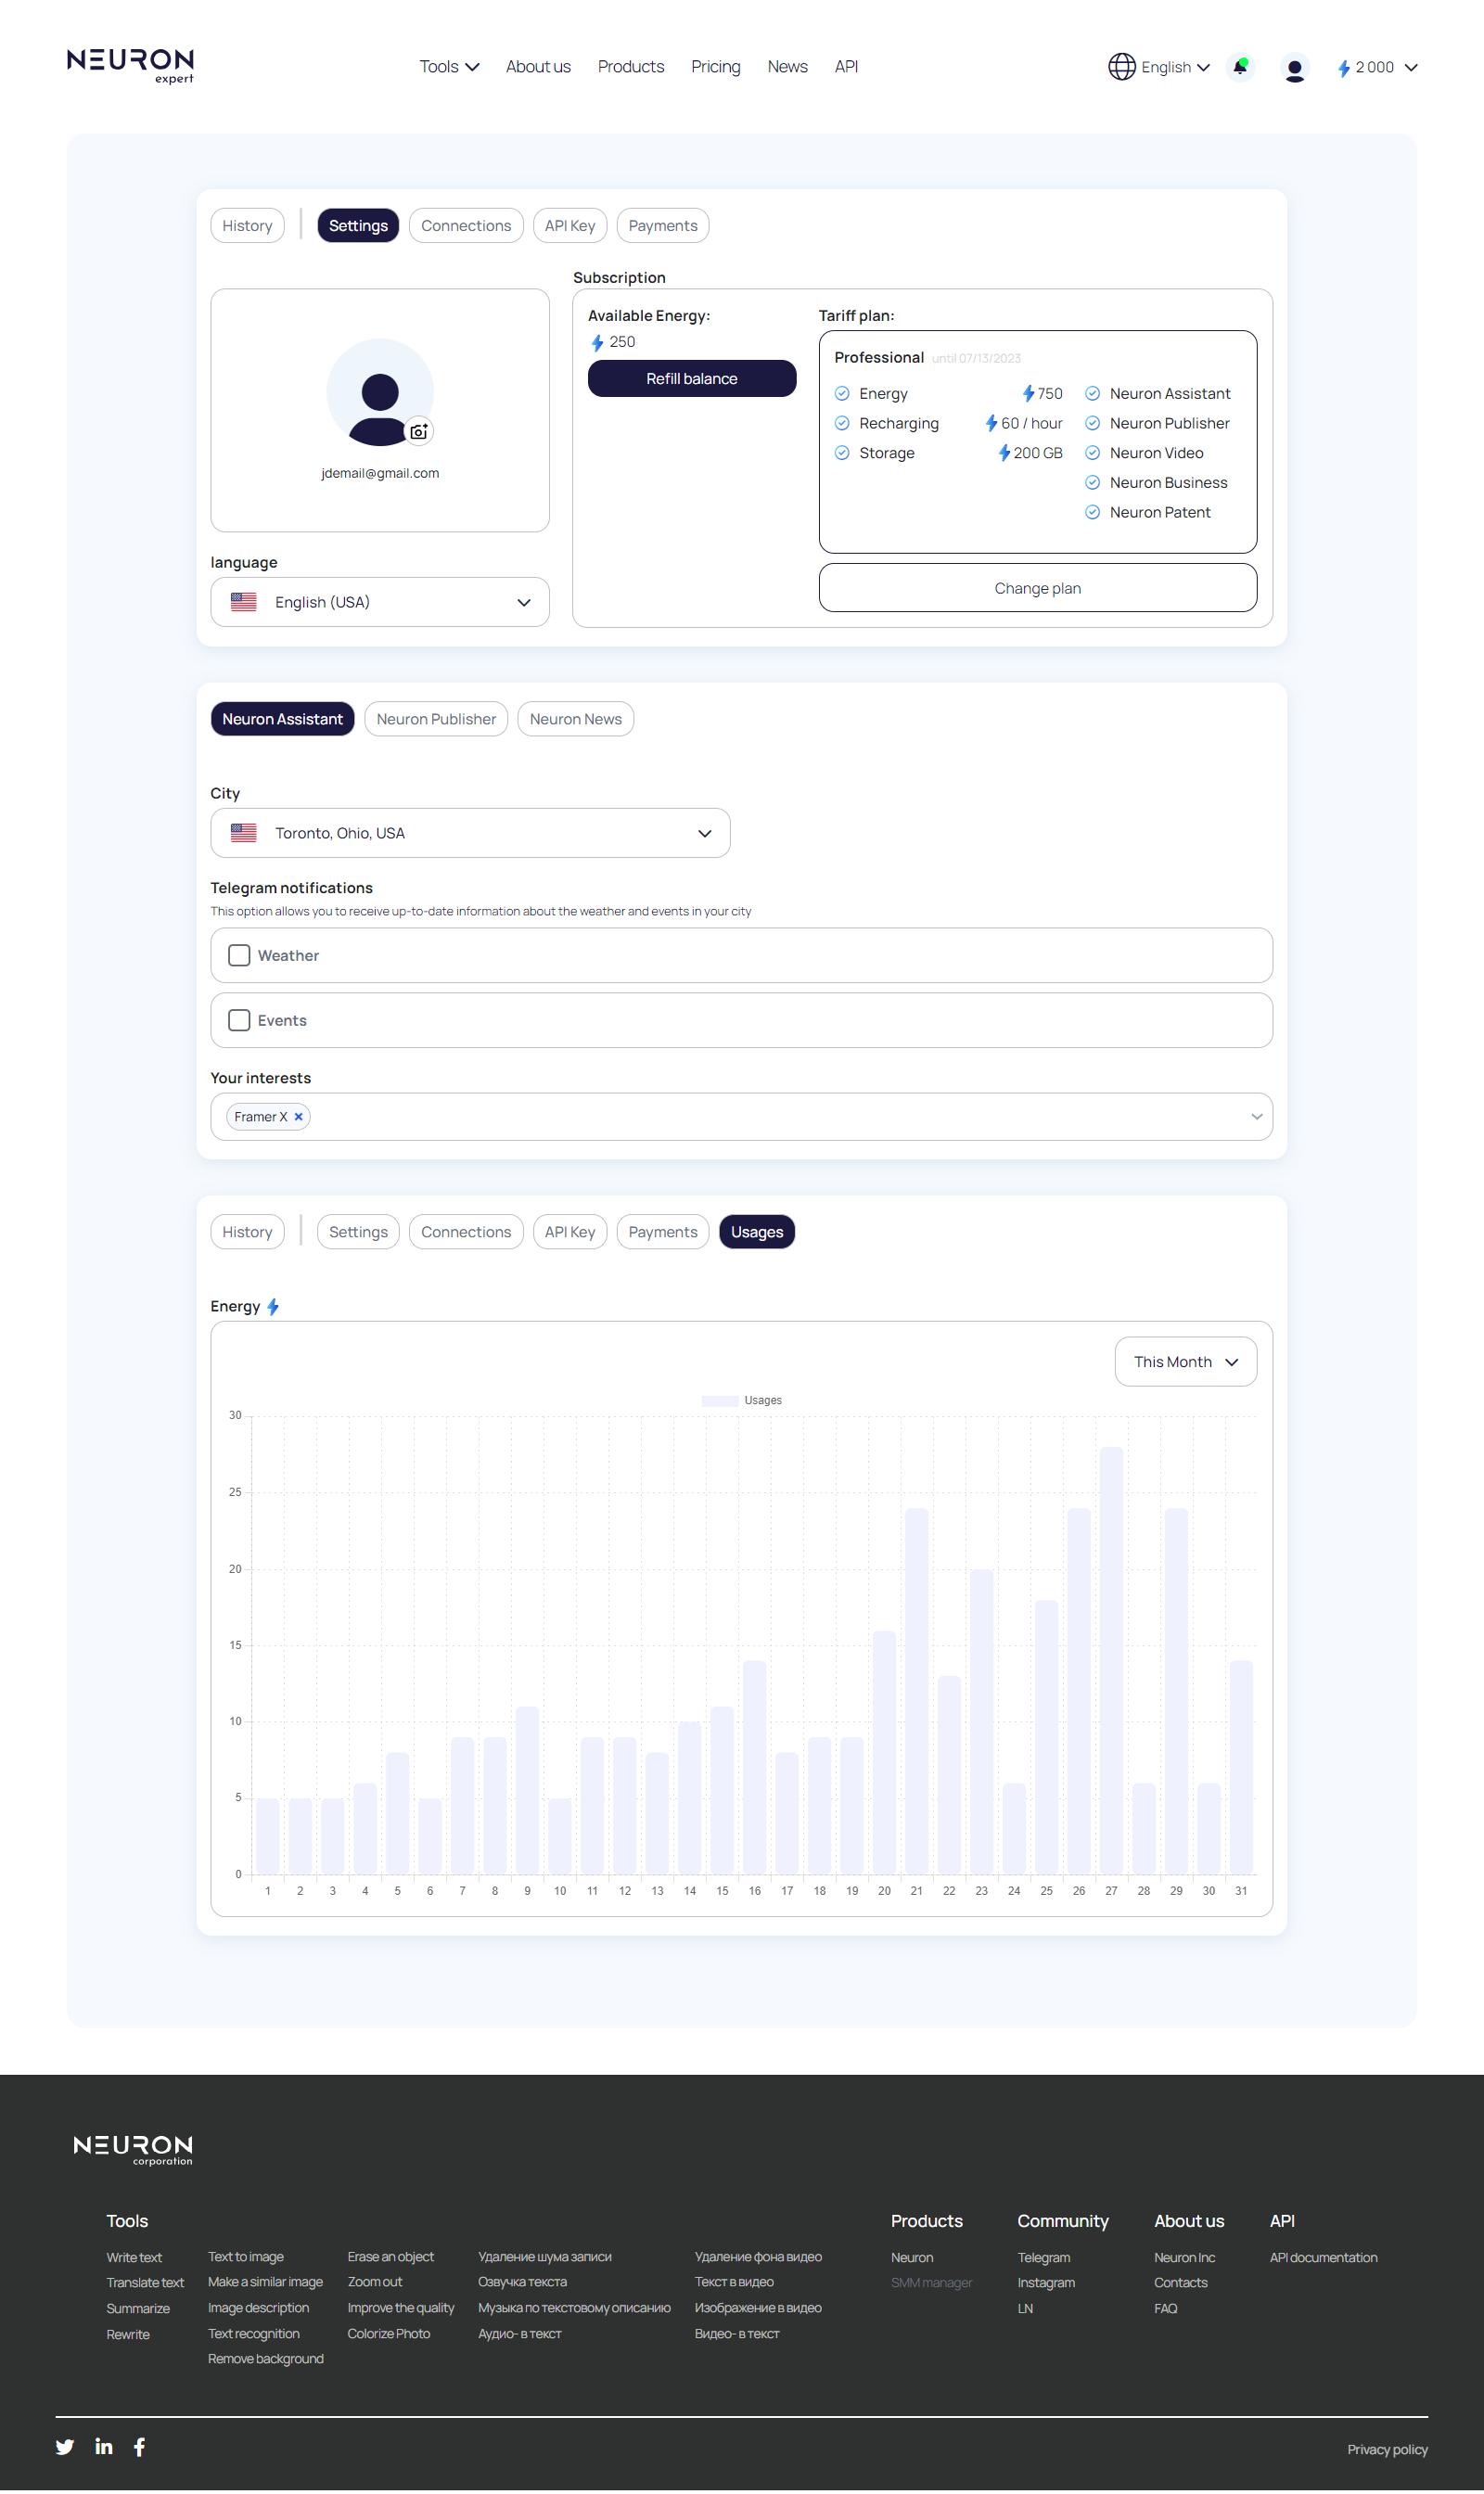 NEURON
expert
Tools About us Products Pricing News API
English 2 000
History Settings Connections API Key Payments
Subscription
jdemail@gmail.com
language
English (USA)
Available Energy:
250
Refill balance
Tariff plan:
Professional until 07/13/2023
Energy 750
Recharging 60 / hour
Storage 200 GB
Neuron Assistant
Neuron Publisher
Neuron Video
Neuron Business
Neuron Patent
Change plan
Neuron Assistant Neuron Publisher Neuron News
City
Toronto, Ohio, USA
Telegram notifications
This option allows you to receive up-to-date information about the weather and events in your city
Weather
Events
Your interests
Framer X
History Settings Connections API Key Payments Usages
Energy
This Month
Usages
30
25
20
15
10
5
0
1 2 3 4 5 6 7 8 9 10 11 12 13 14 15 16 17 18 19 20 21 22 23 24 25 26 27 28 29 30 31
NEURON
corporation
Tools
Write text
Translate text
Summarize
Rewrite
Text to image
Make a similar image
Image description
Text recognition
Remove background
Erase an object
Zoom out
Improve the quality
Colorize Photo
Удаление шума записи
Озвучка текста
Музыка по текстовому описанию
Аудио- в текст
Удаление фона видео
Текст в видео
Изображение в видео
Видео- в текст
Products
Neuron
SMM manager
Community
Telegram
Instagram
LN
About us
Neuron Inc
Contacts
FAQ
API
API documentation
Privacy policy